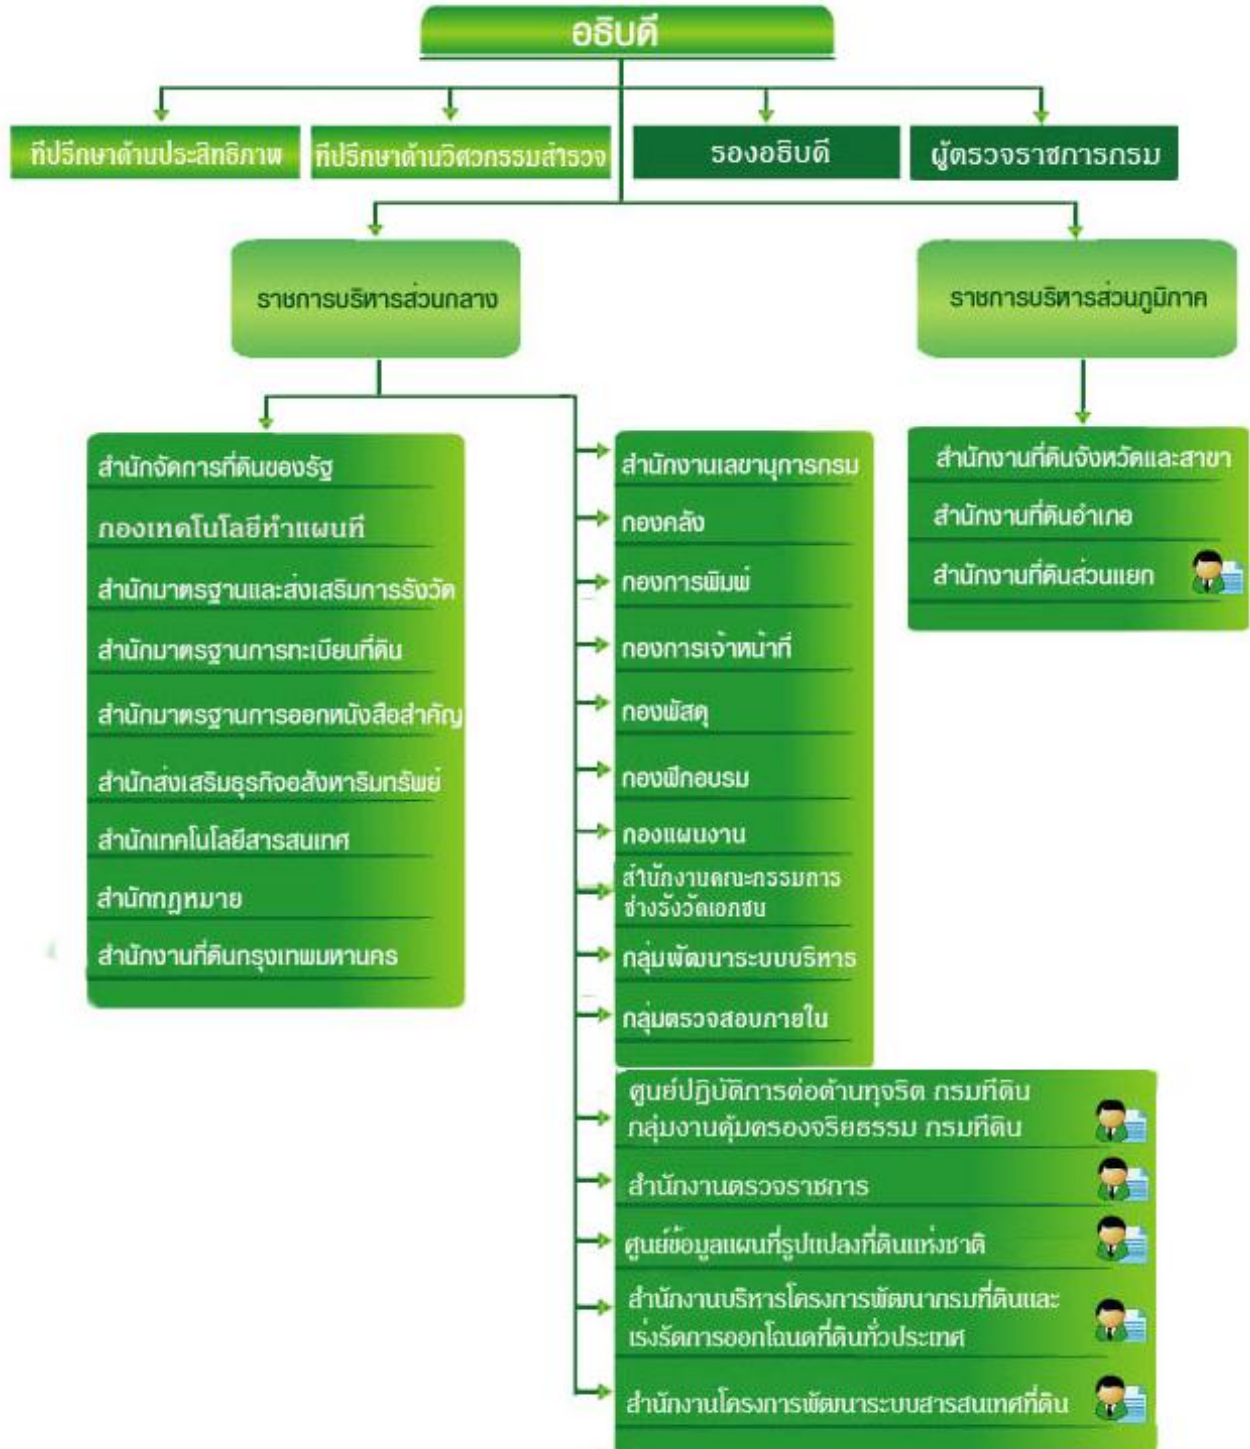 อธิบดี
ที่ปรึกษาด้านประสิทธิภาพ
ที่ปรึกษาด้านวิศวกรรมสำรวจ
รองอธิบดี
ผู้ตรวจราชการกรม
ราชการบริหารส่วนกลาง
ราชการบริหารส่วนภูมิภาค
สำนักจัดการที่ดินของรัฐ
กองเทคโนโลยีทำแผนที่
สำนักมาตรฐานและส่งเสริมการรังวัด
สำนักมาตรฐานการทะเบียนที่ดิน
สำนักมาตรฐานการออกหนังสือสำคัญ
สำนักส่งเสริมธุรกิจอสังหาริมทรัพย์
สำนักเทคโนโลยีสารสนเทศ
สำนักกฎหมาย
สำนักงานที่ดินกรุงเทพมหานคร
สำนักงานเลขานุการกรม
กองคลัง
กองการพิมพ์
กองการเจ้าหน้าที่
กองพัสดุ
กองฝึกอบรม
กองแผนงาน
สำนักงานคณะกรรมการ
ช่างรังวัดเอกชน
กลุ่มพัฒนาระบบบริหาร
กลุ่มตรวจสอบภายใน
ศูนย์ปฏิบัติการต่อต้านทุจริต กรมที่ดิน
กลุ่มงานคุ้มครองจริยธรรม กรมที่ดิน
สำนักงานตรวจราชการ
ศูนย์ข้อมูลแผนที่รูปแปลงที่ดินแห่งชาติ
สำนักงานบริหารโครงการพัฒนากรมที่ดินและ
เร่งรัดการออกโฉนดที่ดินทั่วประเทศ
สำนักงานโครงการพัฒนาระบบสารสนเทศที่ดิน
สำนักงานที่ดินจังหวัดและสาขา
สำนักงานที่ดินอำเภอ
สำนักงานที่ดินส่วนแยก